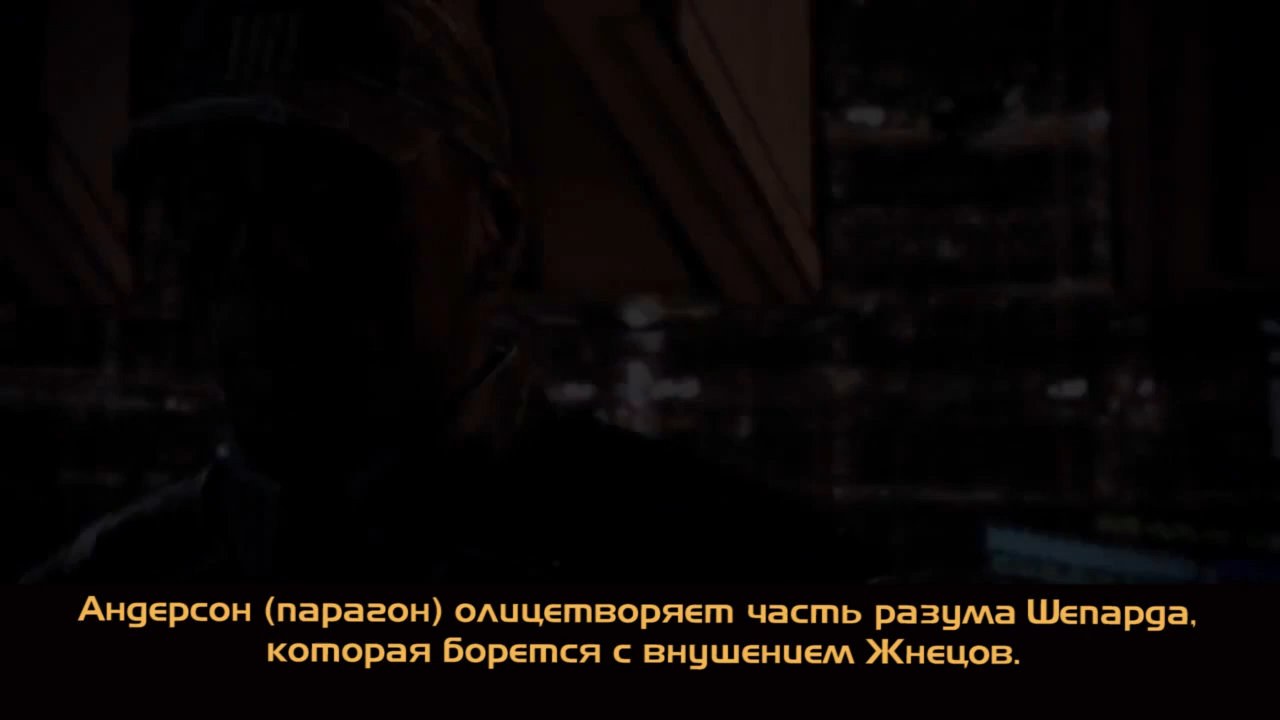 Андерсон (парагон) олицетворяет часть разума Шепарда,
которая борется с внушением Жнецов.